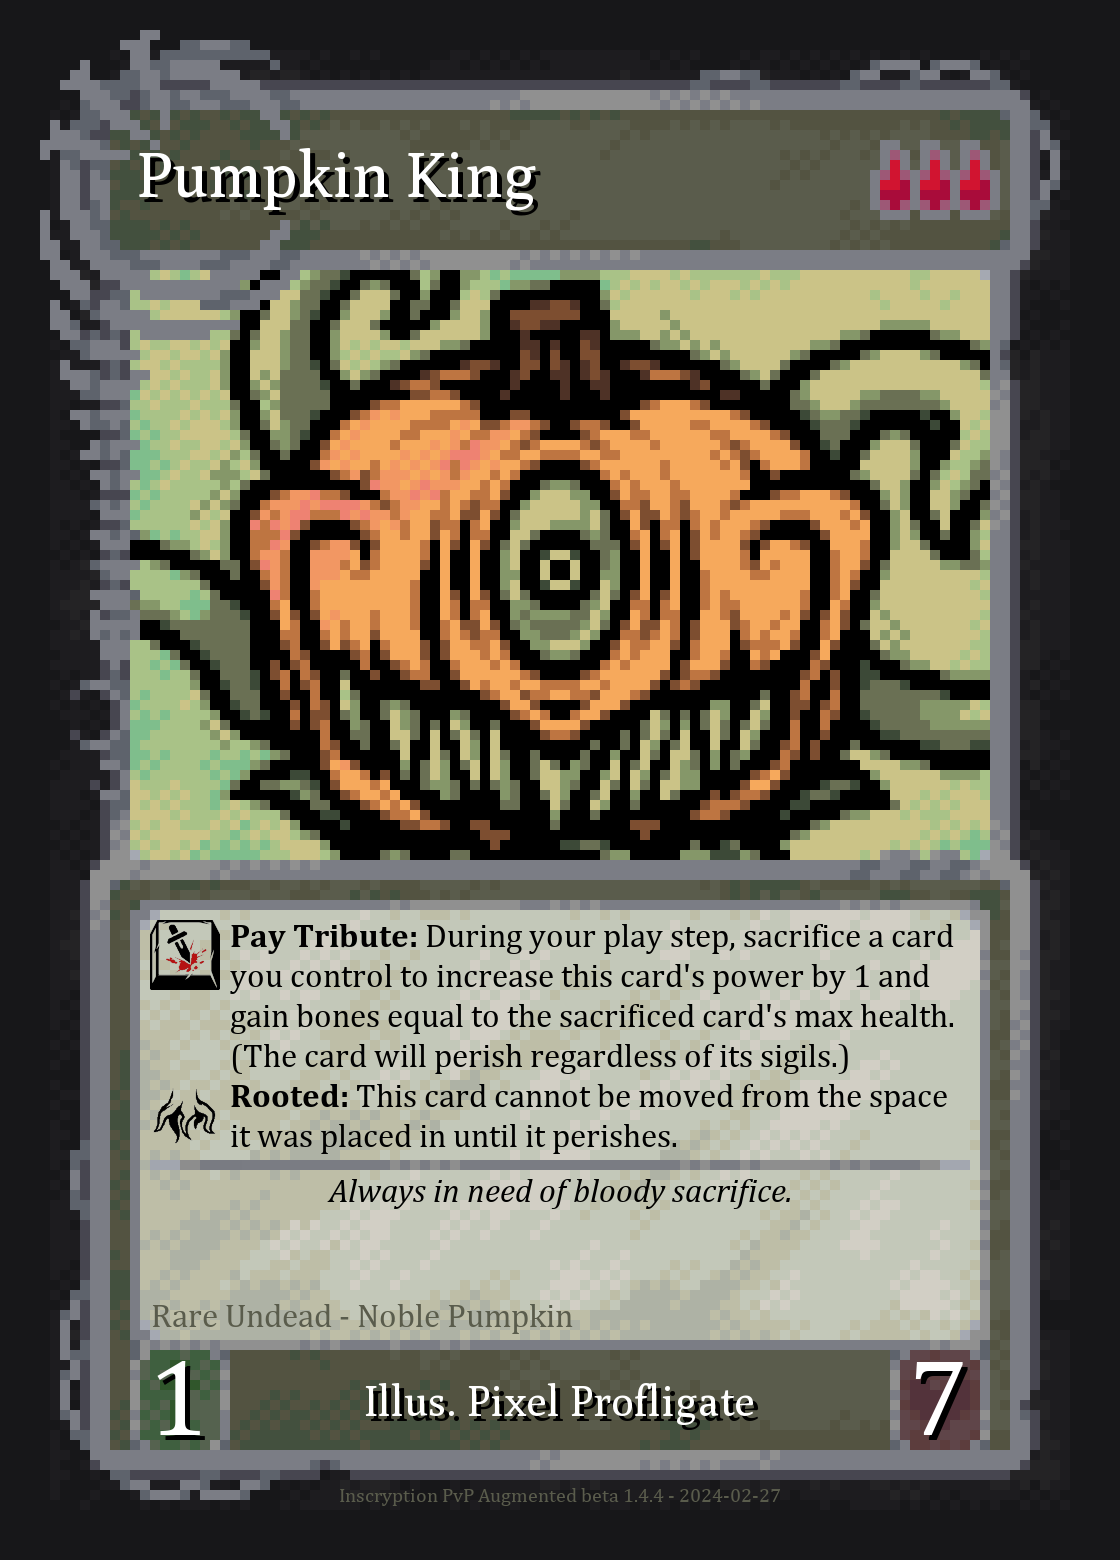 Pumpkin King
Pay Tribute: During your play step, sacrifice a card
you control to increase this card's power by 1 and
gain bones equal to the sacrificed card's max health.
(The card will perish regardless of its sigils.)
Rooted: This card cannot be moved from the space
it was placed in until it perishes.
Always in need of bloody sacrifice.
Rare Undead - Noble Pumpkin
1 Illus. Pixel Profligate 7
Inscryption PvP Augmented beta 1.4.4 - 2024-02-27